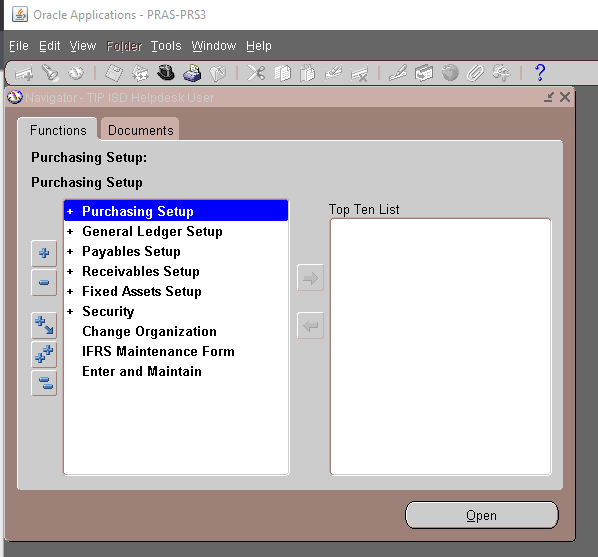 Oracle Applications - PRAS-PRS3
File Edit View Folder Tools Window Help
?
Navigator - TIP ISD Helpdesk User
Functions Documents
Purchasing Setup:
Purchasing Setup
+ Purchasing Setup
+ General Ledger Setup
+ Payables Setup
+ Receivables Setup
+ Fixed Assets Setup
+ Security
Change Organization
IFRS Maintenance Form
Enter and Maintain
Top Ten List
Open